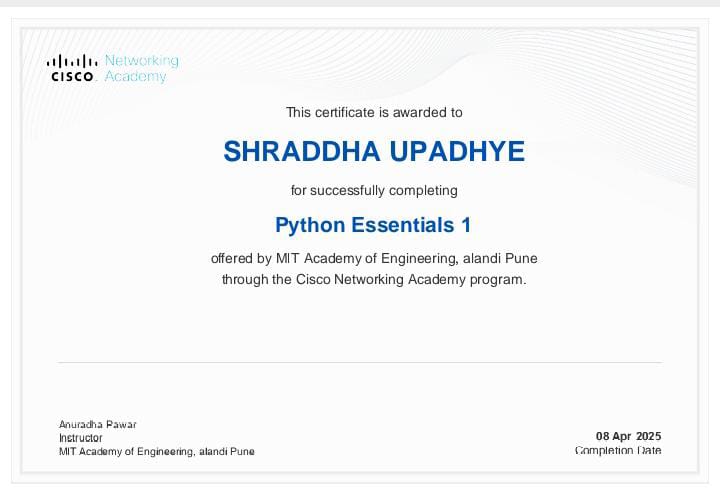 Networking
CISCO Academy
This certificate is awarded to
SHRADDHA UPADHYE
for successfully completing
Python Essentials 1
offered by MIT Academy of Engineering, alandi Pune
through the Cisco Networking Academy program.
Anuradha Pawar
Instructor
MIT Academy of Engineering, alandi Pune
08 Apr 2025
Completion Date